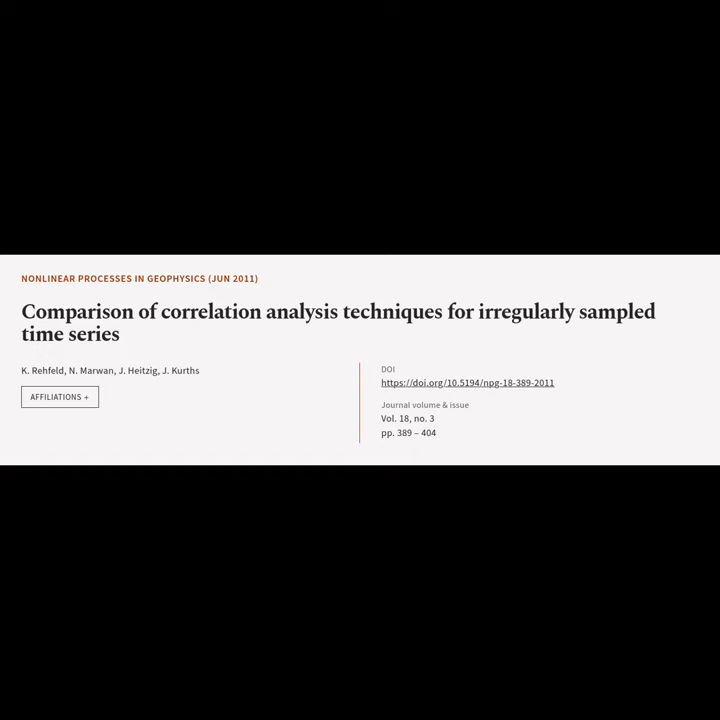 NONLINEAR PROCESSES IN GEOPHYSICS (JUN 2011)
Comparison of correlation analysis techniques for irregularly sampled
time series
K. Rehfeld, N. Marwan, J. Heitzig, J. Kurths
AFFILIATIONS +
DOI
https://doi.org/10.5194/npg-18-389-2011
Journal volume & issue
Vol. 18, no. 3
pp. 389 – 404